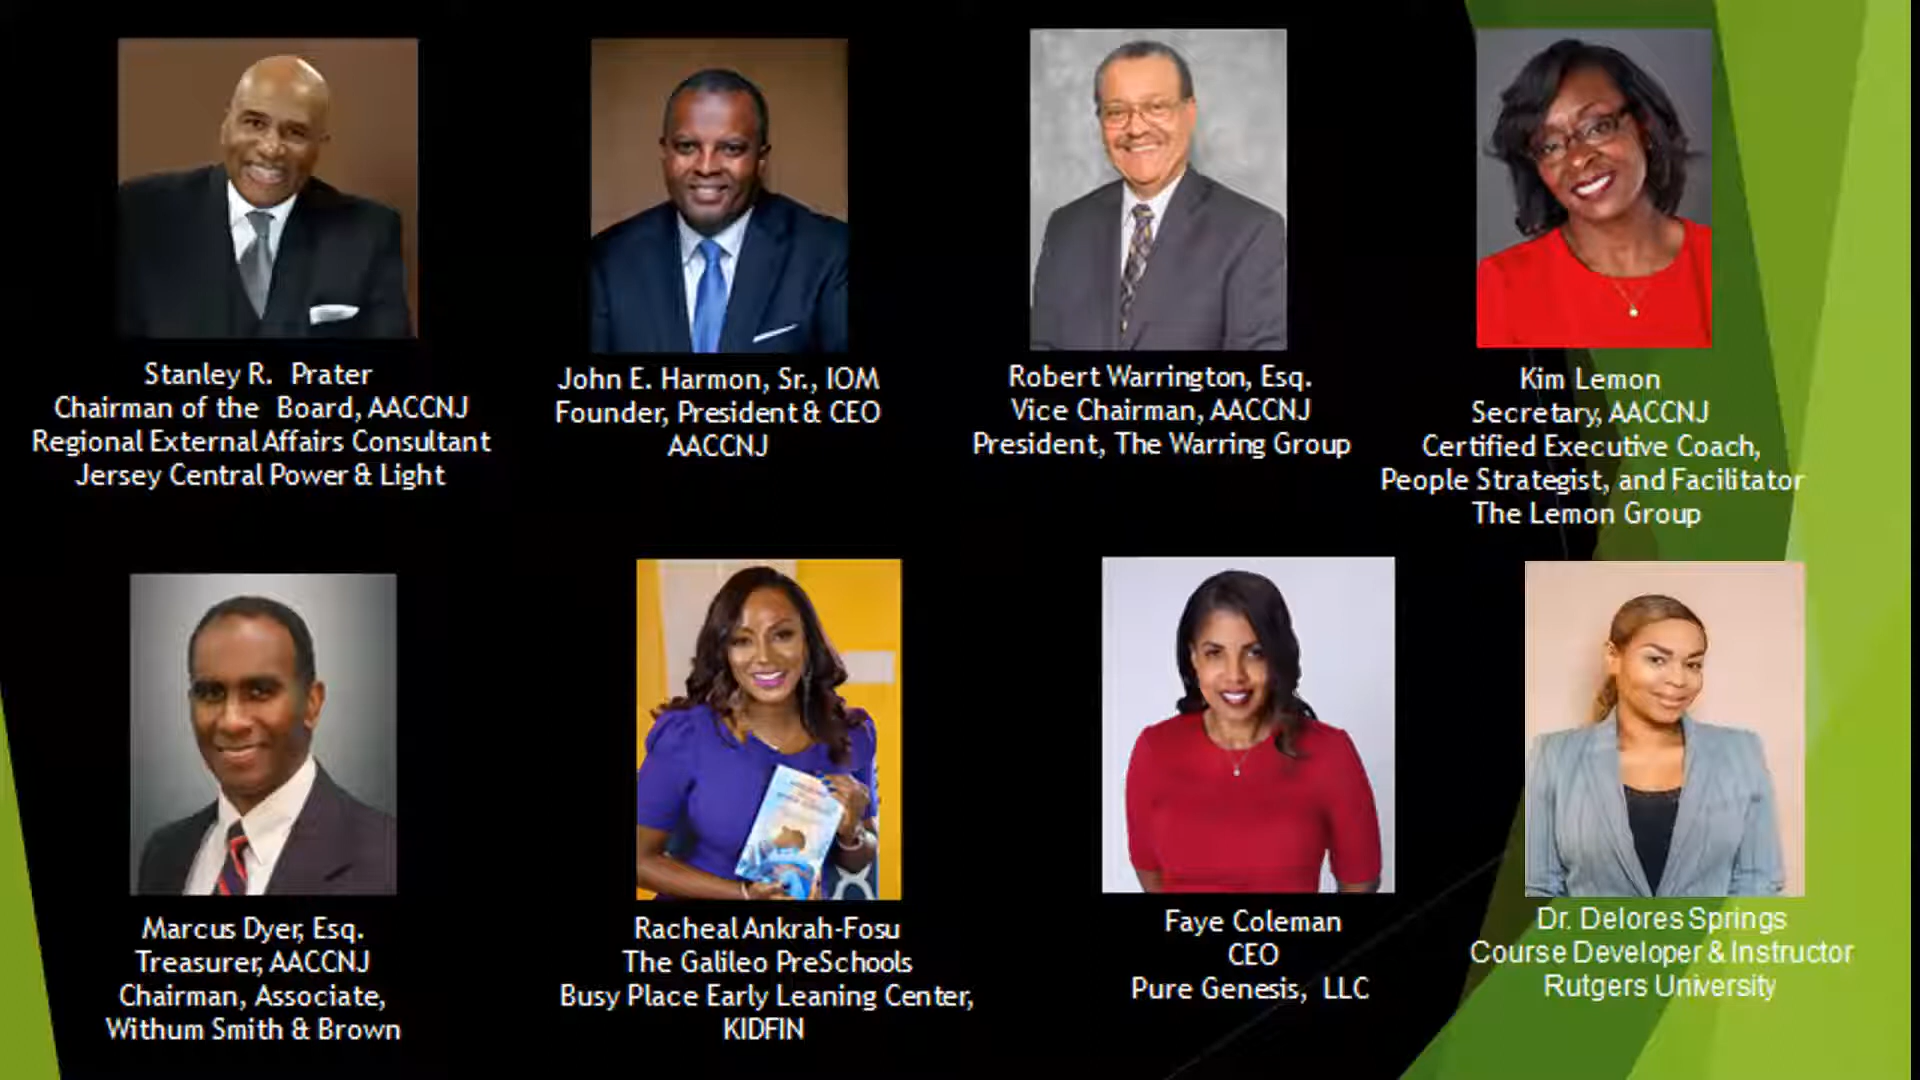 Stanley R. Prater
Chairman of the Board, AACCNJ
Regional External Affairs Consultant
Jersey Central Power & Light
John E. Harmon, Sr., IOM
Founder, President & CEO
AACCNJ
Robert Warrington, Esq.
Vice Chairman, AACCNJ
President, The Warring Group
Kim Lemon
Secretary, AACCNJ
Certified Executive Coach,
People Strategist, and Facilitator
The Lemon Group
Marcus Dyer, Esq.
Treasurer, AACCNJ
Chairman, Associate,
Withum Smith & Brown
Racheal Ankrah-Fosu
The Galileo PreSchools
Busy Place Early Leaning Center,
KIDFIN
Faye Coleman
CEO
Pure Genesis, LLC
Dr. Delores Springs
Course Developer & Instructor
Rutgers University